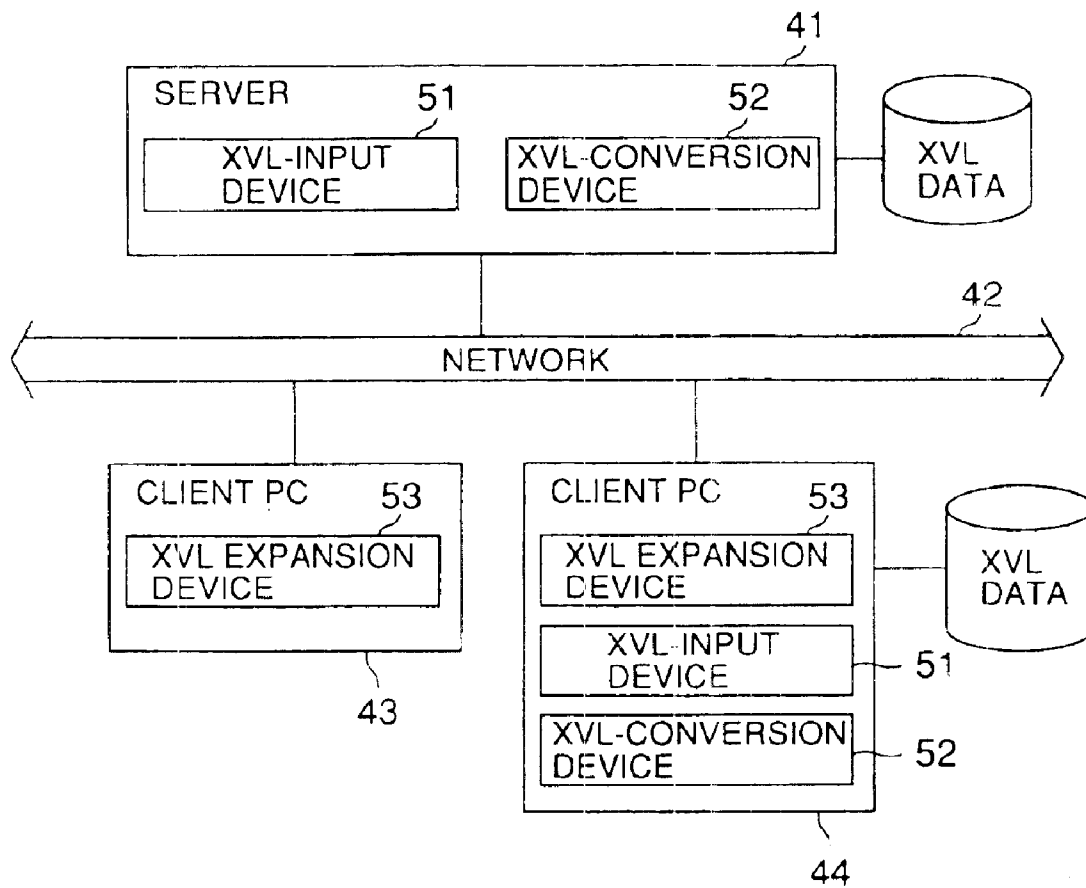 41
SERVER
51
52
XVL-INPUT
DEVICE
XVL-CONVERSION
DEVICE
XVL
DATA
42
NETWORK
CLIENT PC
53
XVL EXPANSION
DEVICE
43
CLIENT PC
53
XVL EXPANSION
DEVICE
XVL
DATA
XVL-INPUT
DEVICE
51
XVL-CONVERSION
DEVICE
52
44